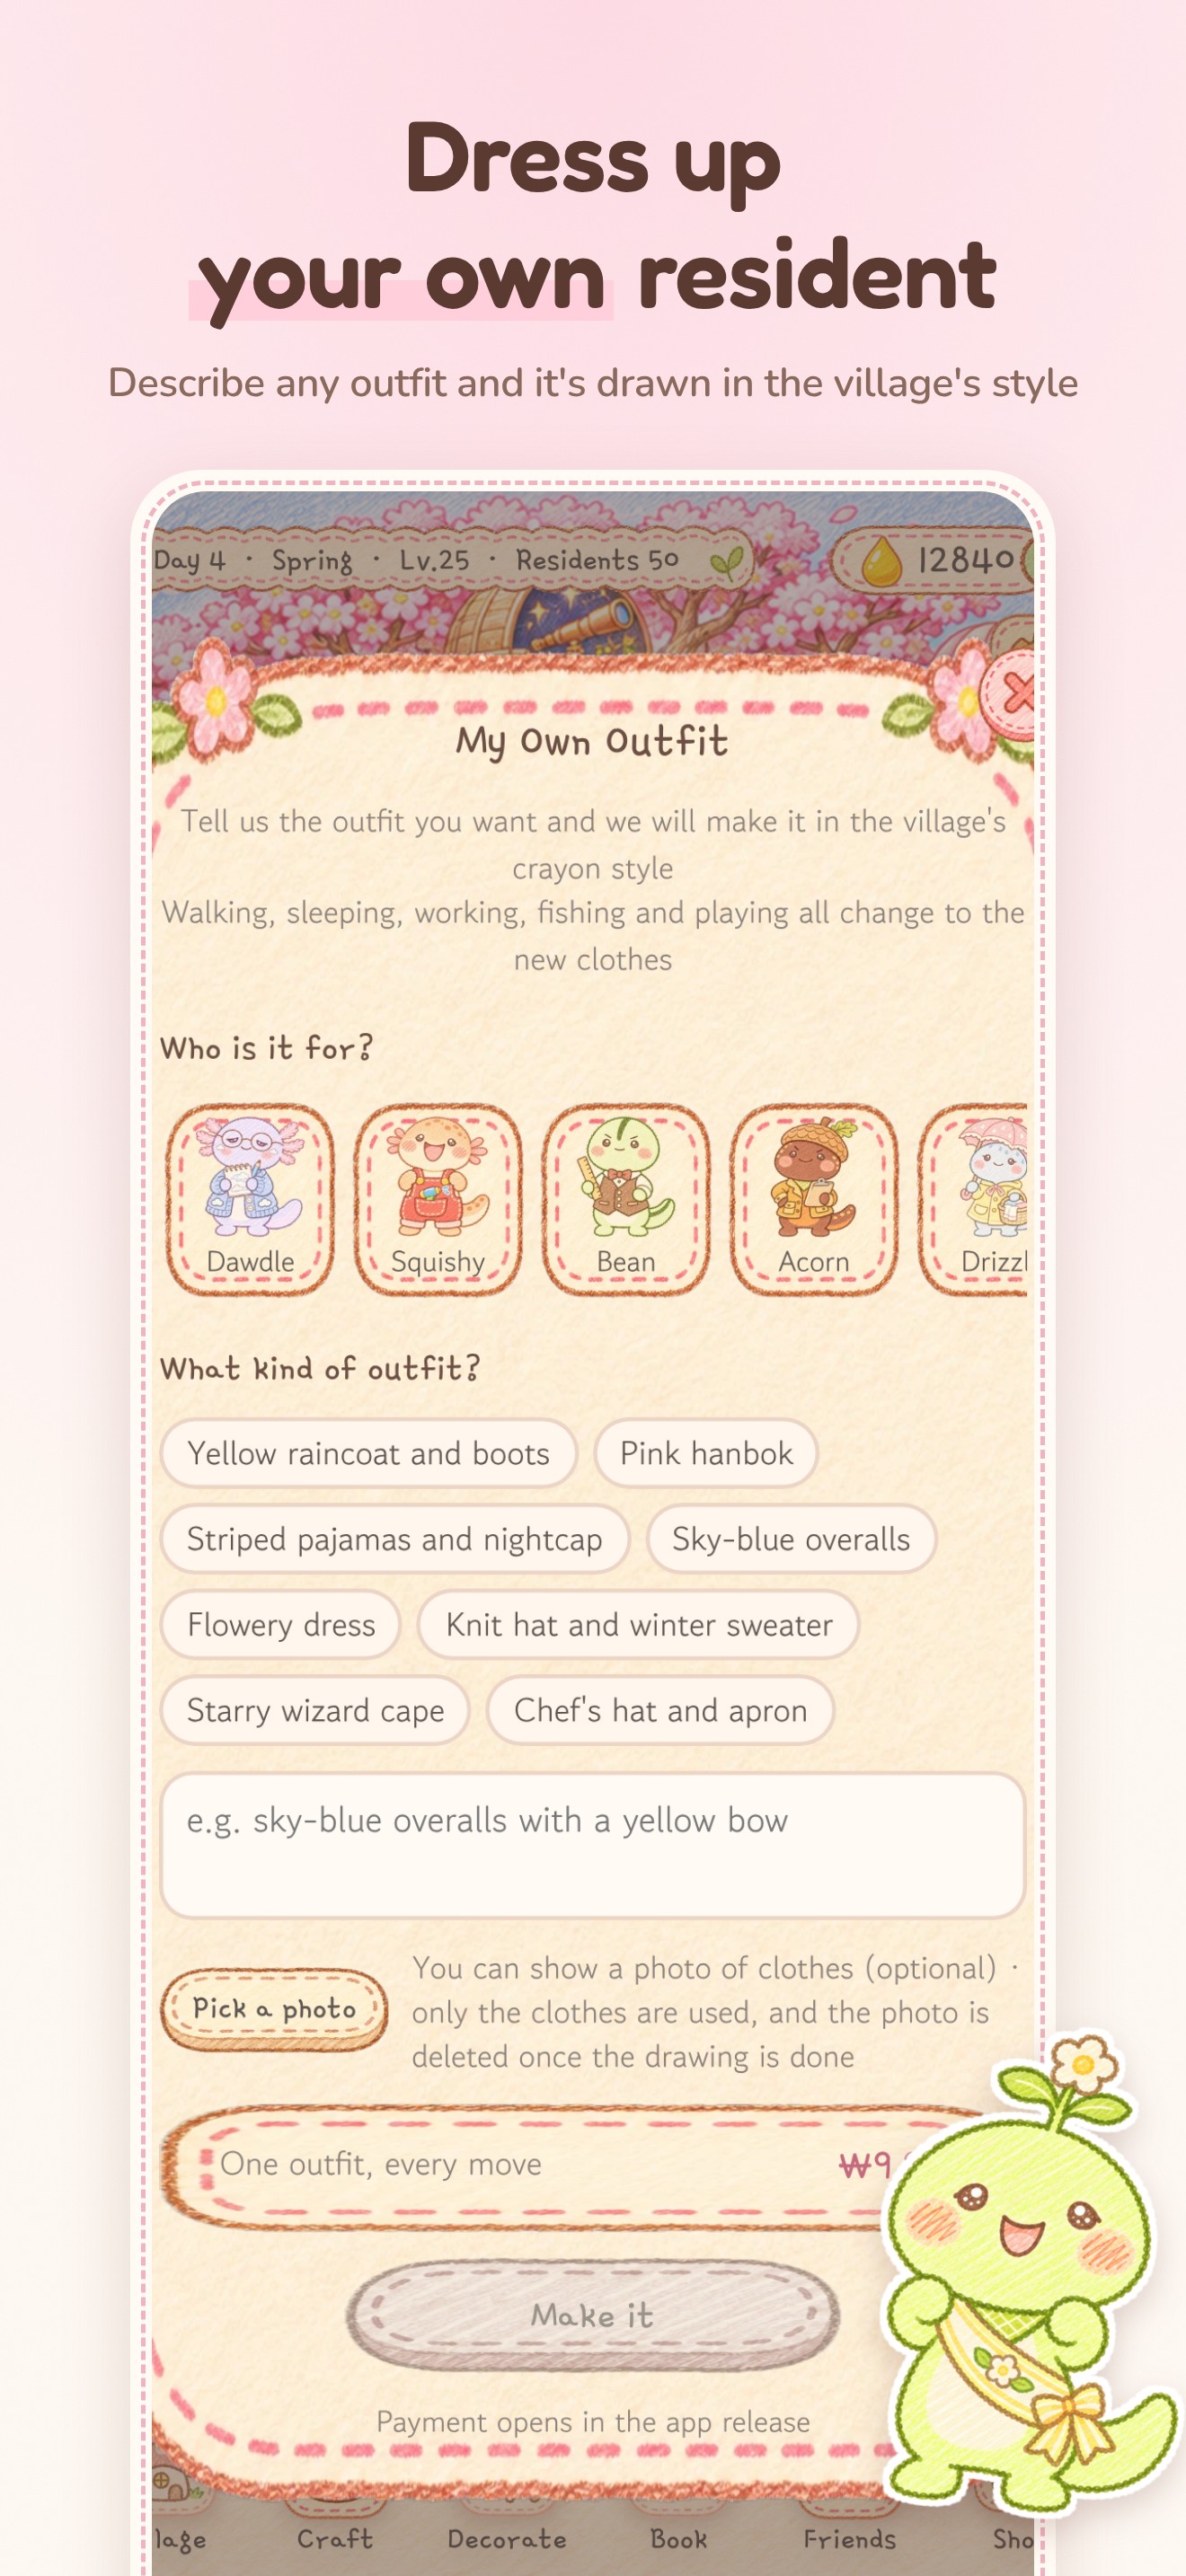 Dress up
your own resident
Describe any outfit and it's drawn in the village's style
Day 4 · Spring · Lv.25 · Residents 50
12840
My Own Outfit
Tell us the outfit you want and we will make it in the village's
crayon style
Walking, sleeping, working, fishing and playing all change to the
new clothes
Who is it for?
Dawdle Squishy Bean Acorn
What kind of outfit?
Yellow raincoat and boots Pink hanbok
Striped pajamas and nightcap Sky-blue overalls
Flowery dress Knit hat and winter sweater
Starry wizard cape Chef's hat and apron
e.g. sky-blue overalls with a yellow bow
You can show a photo of clothes (optional) ·
Pick a photo
only the clothes are used, and the photo is
deleted once the drawing is done
One outfit, every move ₩9
Make it
Payment opens in the app release
Craft Decorate Book Friends